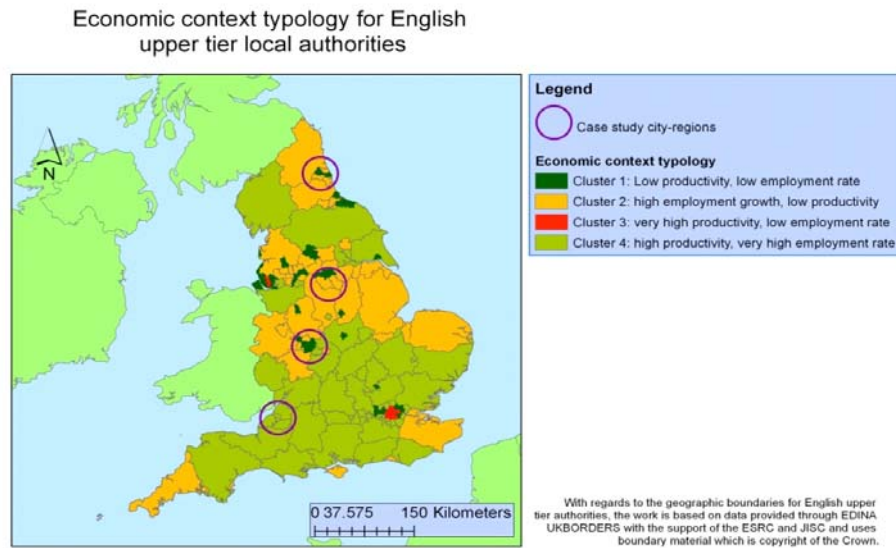 Economic context typology for English
upper tier local authorities
N
0 37.575 150 Kilometers
Legend
Case study city-regions
Economic context typology
Cluster 1: Low productivity, low employment rate
Cluster 2: high employment growth, low productivity
Cluster 3: very high productivity, low employment rate
Cluster 4: high productivity, very high employment rate
With regards to the geographic boundaries for English upper
tier authorities, the work is based on data provided through EDINA
UKBORDERS with the support of the ESRC and JISC and uses
boundary material which is copyright of the Crown.